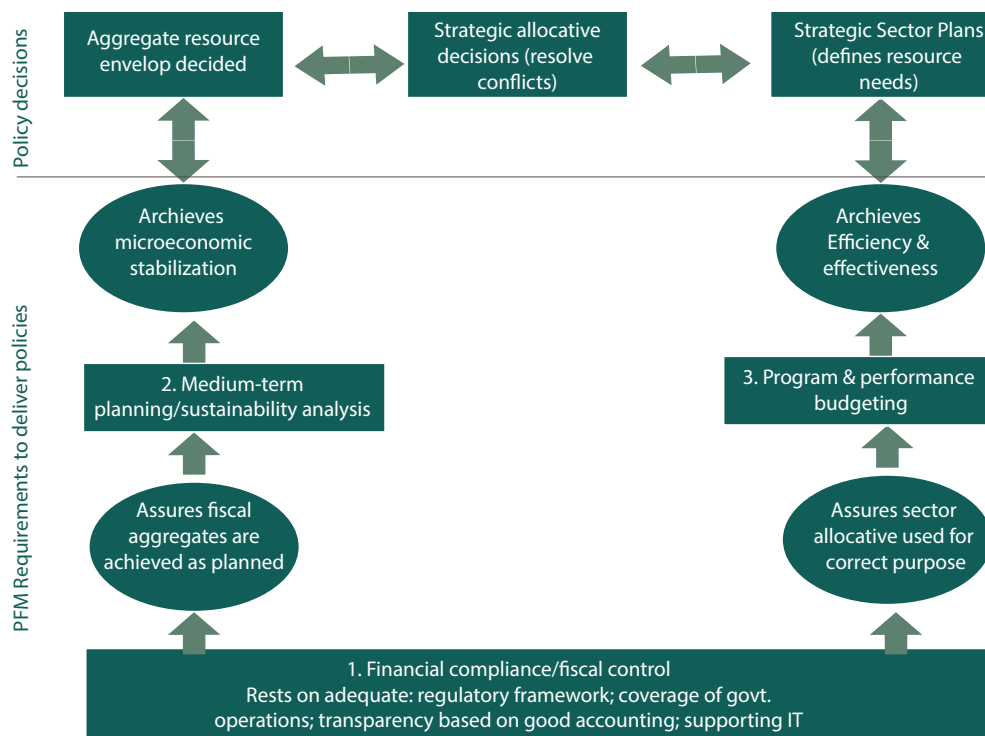 Policy decisions
Aggregate resource
envelop decided
Strategic allocative
decisions (resolve
conflicts)
Strategic Sector Plans
(defines resource
needs)
PFM Requirements to deliver policies
Archieves
microeconomic
stabilization
Archieves
Efficiency &
effectiveness
2. Medium-term
planning/sustainability analysis
3. Program & performance
budgeting
Assures fiscal
aggregates are
achieved as planned
Assures sector
allocative used for
correct purpose
1. Financial compliance/fiscal control
Rests on adequate: regulatory framework; coverage of govt.
operations; transparency based on good accounting; supporting IT